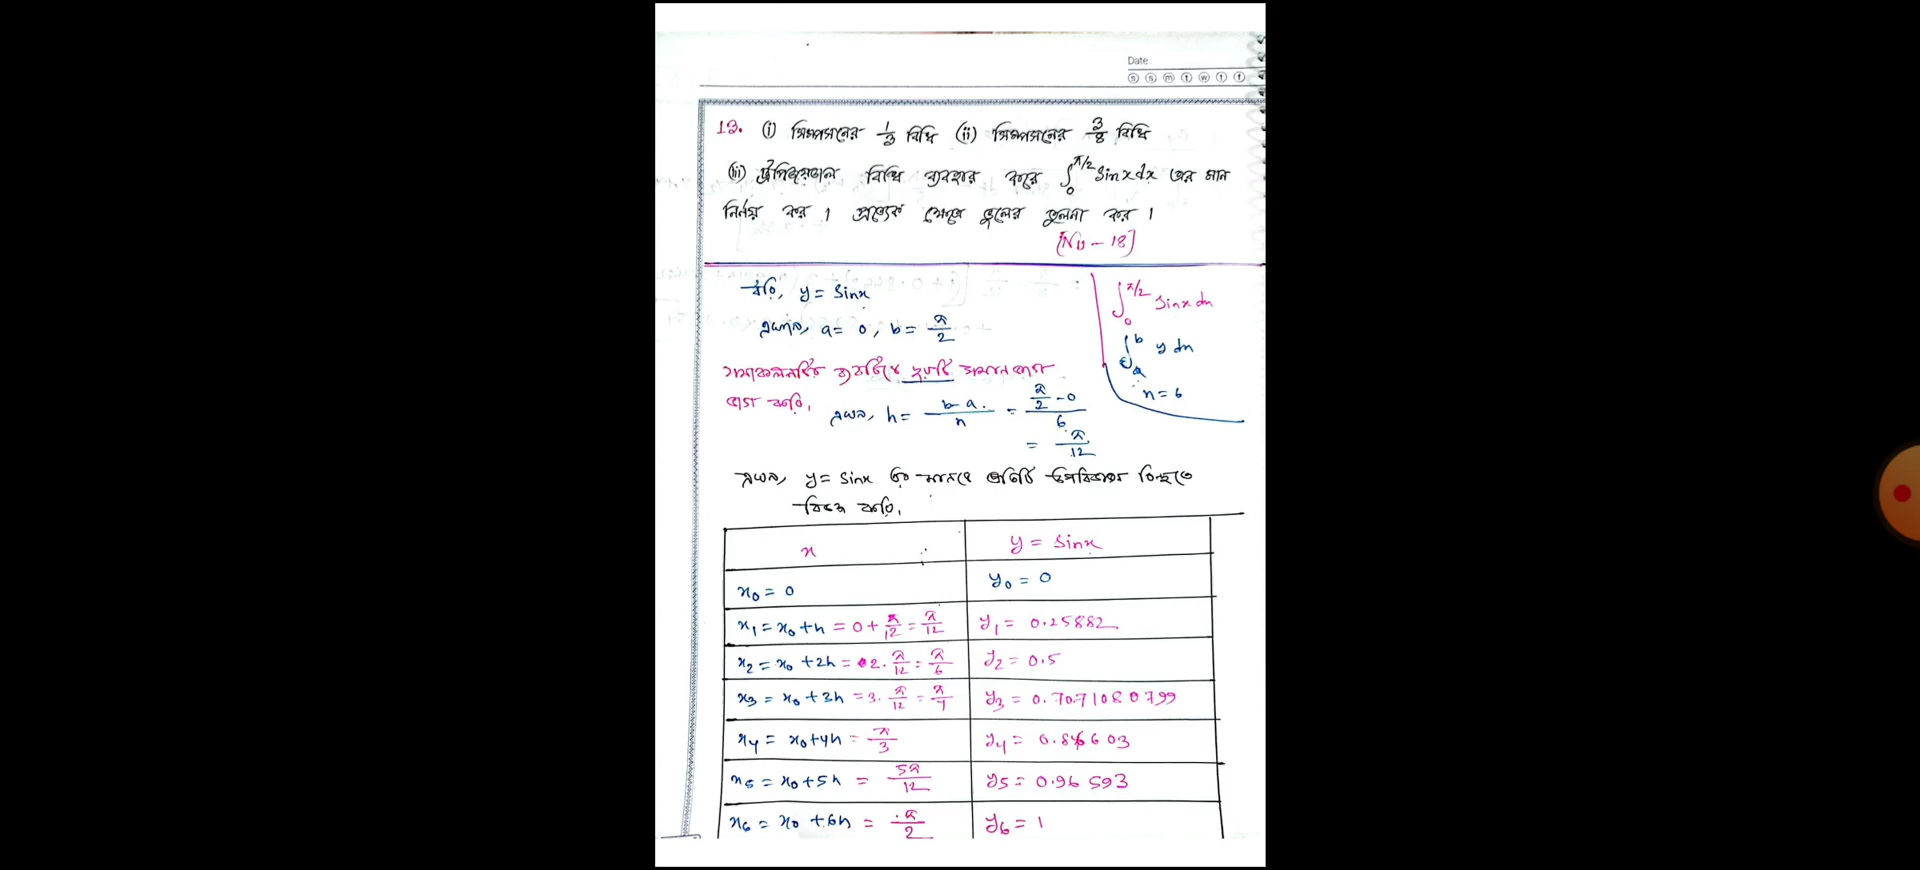 Date:
S S m t w t f
13. (i) সিম্পসনের 1/3 বিধি (ii) সিম্পসনের 3/8 বিধি
(iii) ট্রপিজয়ডাল বিধি ব্যবহার করে ∫₀^π/2 Sinx dx এর মান
নির্ণয় কর । প্রত্যেক ক্ষেত্রে ভুলের তুলনা কর ।
[NU - 18]
ধরি, y = Sinx
এখানে, a = 0, b = π/2
∫₀^π/2 Sinx dx
∫ₐ^b y dx
n = 6
ব্যবধিকে ছয়টি সমান ভাগে
ভাগ করি,
এখন, h = (b - a)/n = (π/2 - 0)/6
= π/12
এখন, y = Sinx এর মানকে প্রতিটি বিন্দুতে
করি,
x y = Sinx
x₀ = 0 y₀ = 0
x₁ = x₀ + h = 0 + π/12 = π/12 y₁ = 0.25882
x₂ = x₀ + 2h = 2. π/12 = π/6 y₂ = 0.5
x₃ = x₀ + 3h = 3. π/12 = π/4 y₃ = 0.7071080799
x₄ = x₀ + 4h = π/3 y₄ = 0.86603
x₅ = x₀ + 5h = 5π/12 y₅ = 0.96593
x₆ = x₀ + 6h = π/2 y₆ = 1